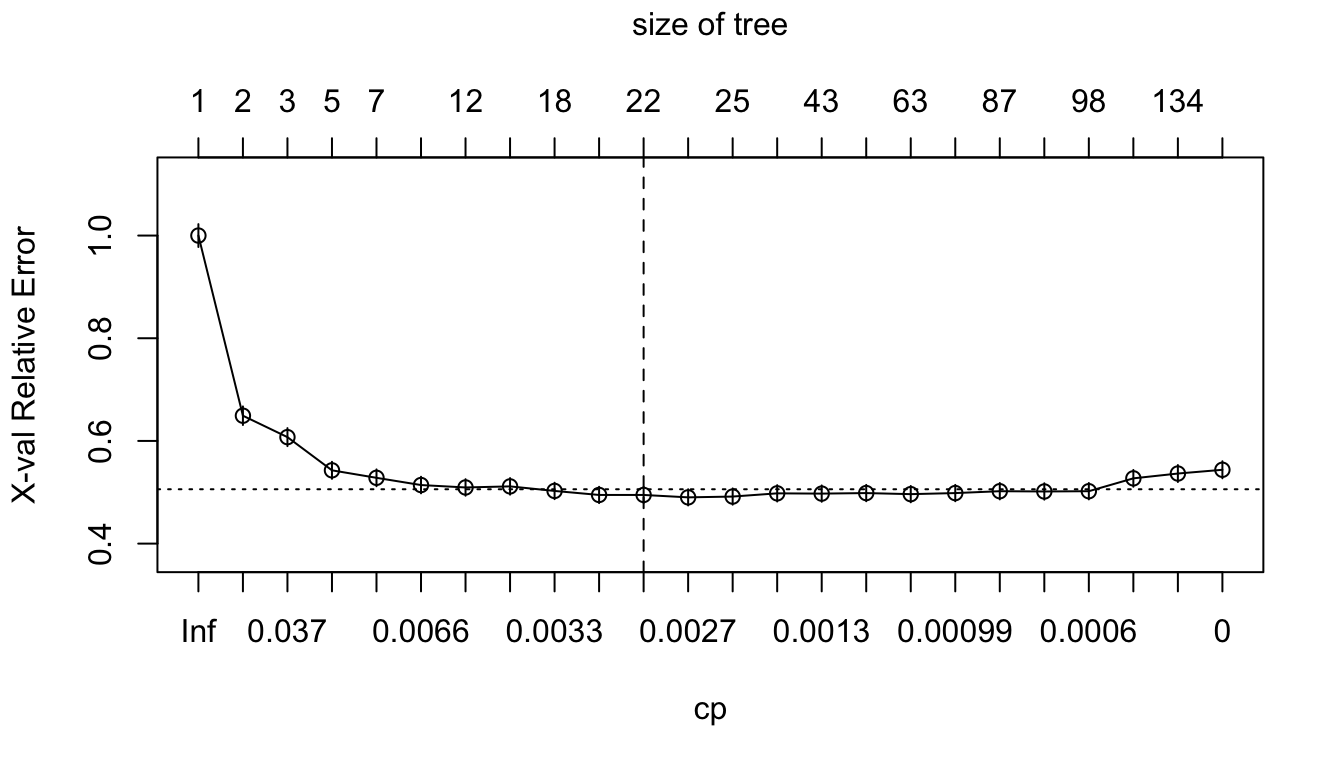 size of tree
1 2 3 5 7 12 18 22 25 43 63 87 98 134
X-val Relative Error
1.0
0.8
0.6
0.4
Inf 0.037 0.0066 0.0033 0.0027 0.0013 0.00099 0.0006 0
cp